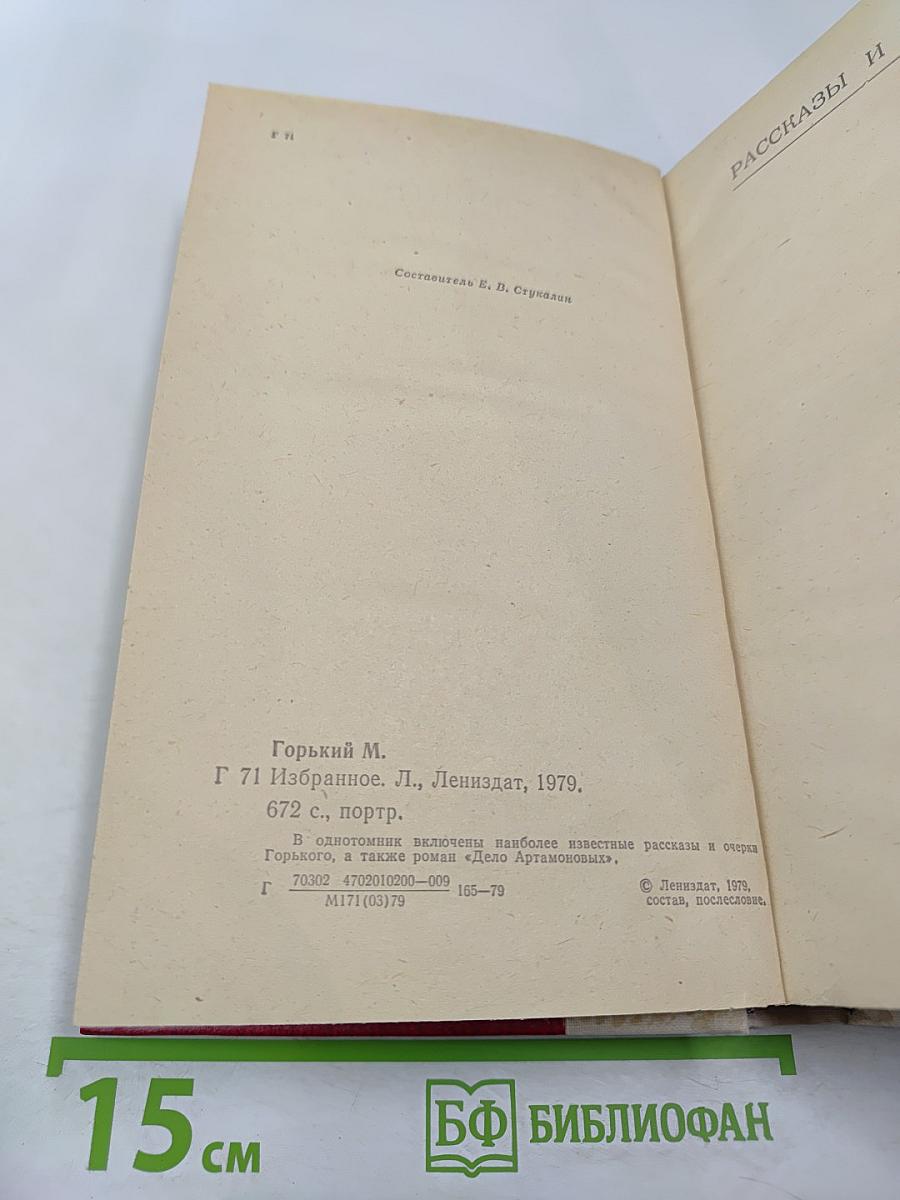 Г 71
Составитель Е. В. Стукалин
Горький М.
Г 71 Избранное. Л., Лениздат, 1979.
672 с., портр.
В однотомник включены наиболее известные рассказы и очерки
Горького, а также роман «Дело Артамоновых».
Г 70302 4702010200—009 165—79
М171(03)79
© Лениздат, 1979,
состав, послесловие.
РАССКАЗЫ И
15 см
БФ БИБЛИОФАН